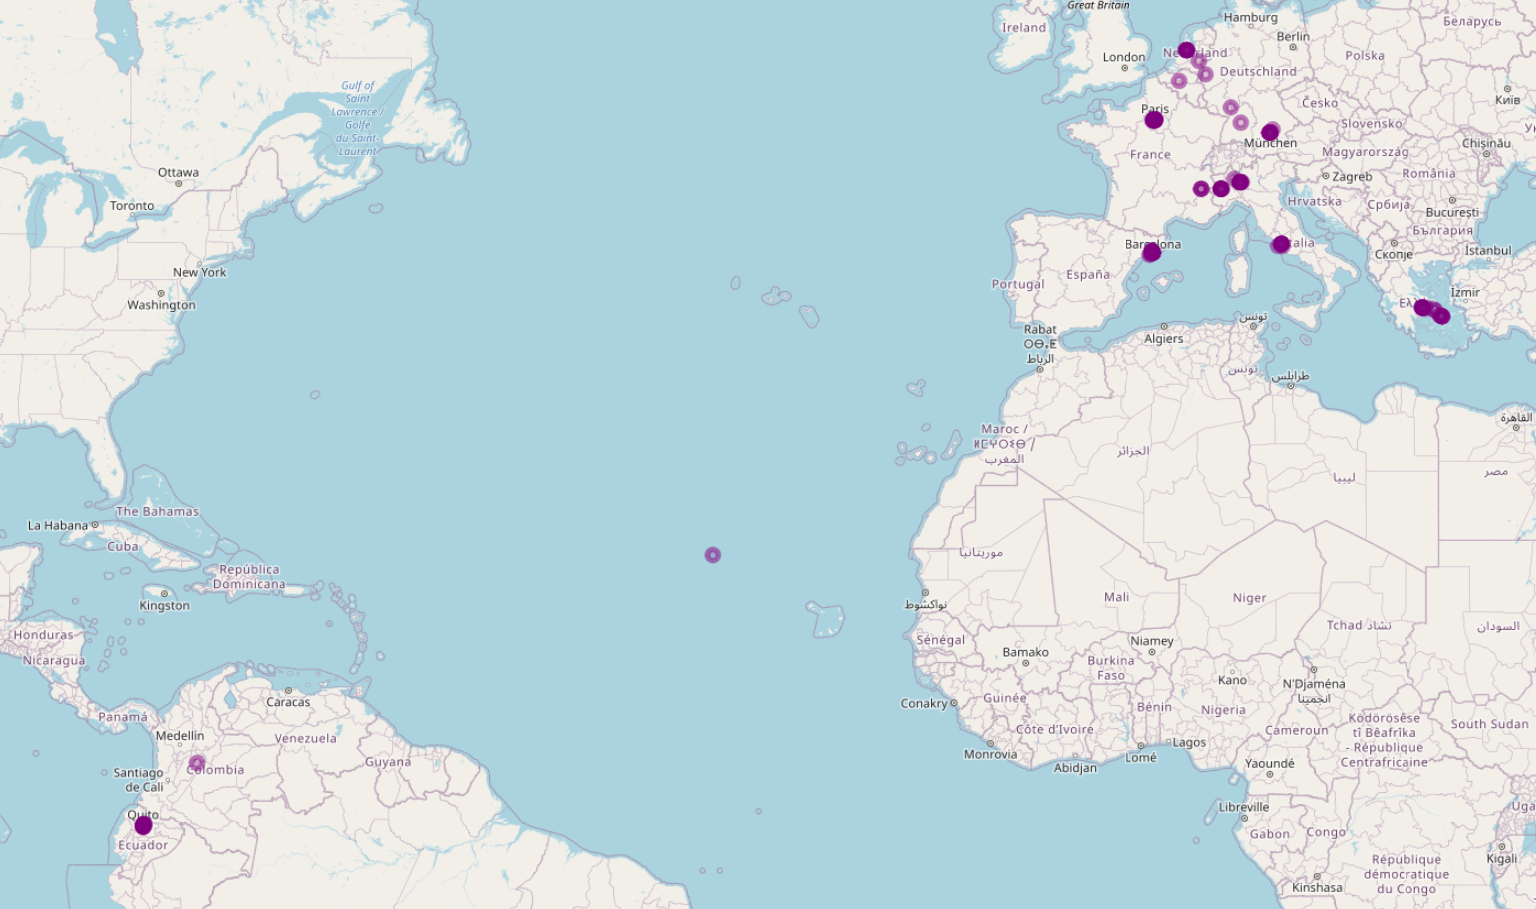 Great Britain
Hamburg
Ireland
Беларусь
Berlin
London
Nederland
Polska
Deutschland
Gulf of
Saint
Lawrence /
Golfe
du Saint-
Laurent
Київ
Paris
Česko
Slovensko
München
Chișinău
France
Magyarország
Ottawa
Zagreb
România
Toronto
Hrvatska
Србија
București
България
Barcelona
Italia
Скопје
İstanbul
New York
España
Portugal
Washington
İzmir
تونس
Rabat
ⵔⴱⴰⵟ
الرباط
Algiers
تونس
طرابلس
القاهرة
Maroc /
ⵍⵎⵖⵔⵉⴱ /
المغرب
الجزائر
ليبيا
مصر
The Bahamas
La Habana
Cuba
موريتانيا
República
Dominicana
Kingston
نواكشوط
Mali
Niger
Tchad تشاد
السودان
Honduras
Sénégal
Niamey
Nicaragua
Bamako
Burkina
Faso
Kano
N'Djaména
انجمينا
Caracas
Conakry
Guinée
Bénin
Nigeria
Panamá
Ködörösêse
tî Bêafrîka
- République
Centrafricaine
South Sudan
Medellín
Venezuela
Côte d'Ivoire
Cameroun
Lagos
Monrovia
Lomé
Guyana
Abidjan
Yaoundé
Colombia
Santiago
de Cali
Libreville
Quito
Uga
Gabon
Congo
Ecuador
Kigali
République
démocratique
du Congo
Kinshasa